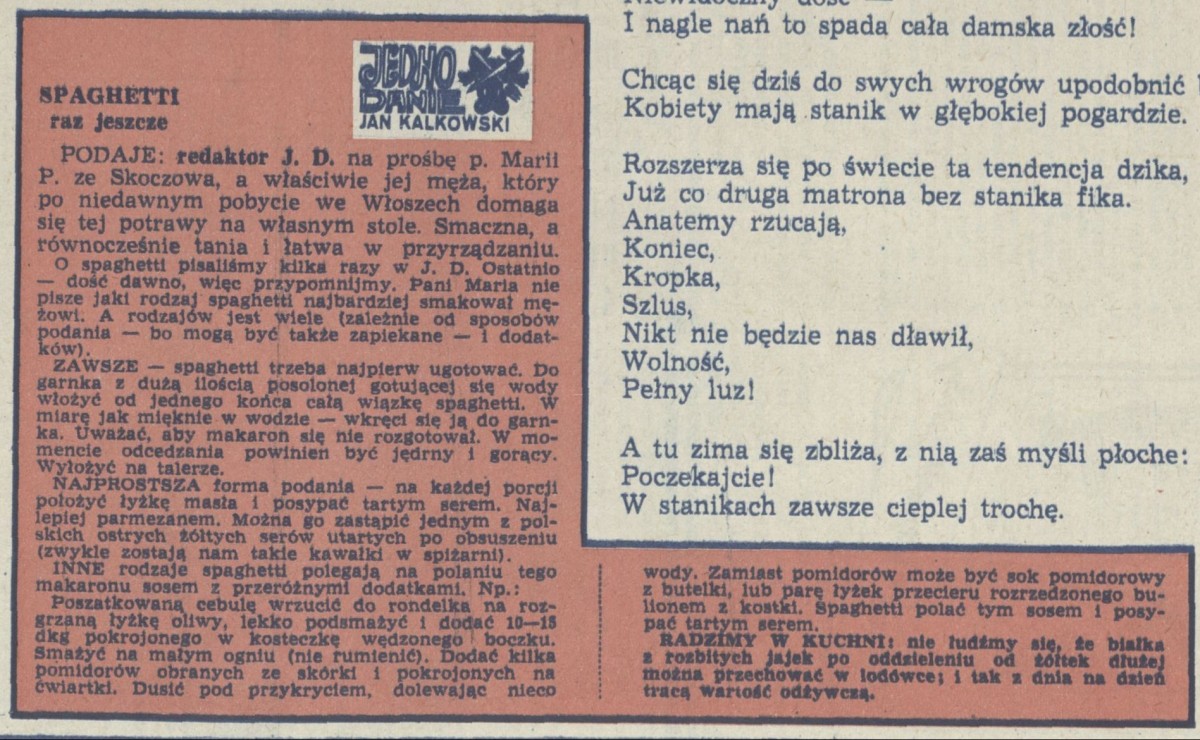 SPAGHETTI
raz jeszcze
JEDNO
DANIE
JAN KALKOWSKI
PODAJE: redaktor J. D. na prośbę p. Marii
P. ze Skoczowa, a właściwie jej męża, który
po niedawnym pobycie we Włoszech domaga
się tej potrawy na własnym stole. Smaczna, a
równocześnie tania i łatwa w przyrządzaniu.
O spaghetti pisaliśmy kilka razy w J. D. Ostatnio
— dość dawno, więc przypomnijmy. Pani Maria nie
pisze jaki rodzaj spaghetti najbardziej smakował mę-
żowi. A rodzajów jest wiele (zależnie od sposobów
podania — bo mogą być także zapiekane — i dodat-
ków).
ZAWSZE — spaghetti trzeba najpierw ugotować. Do
garnka z dużą ilością posolonej gotującej się wody
włożyć od jednego końca całą wiązkę spaghetti. W
miarę jak mięknie w wodzie — wkręci się ją do garn-
ka. Uważać, aby makaron się nie rozgotował. W mo-
mencie odcedzania powinien być jędrny i gorący.
Wyłożyć na talerze.
NAJPROSTSZA forma podania — na każdej porcji
położyć łyżkę masła i posypać tartym serem. Naj-
lepiej parmezanem. Można go zastąpić jednym z pol-
skich ostrych żółtych serów utartych po obsuszeniu
(zwykle zostają nam takie kawałki w spiżarni).
INNE rodzaje spaghetti polegają na polaniu tego
makaronu sosem z przeróżnymi dodatkami. Np.:
Poszatkowaną cebulę wrzucić do rondelka na roz-
grzaną łyżkę oliwy, lekko podsmażyć i dodać 10—15
dkg pokrojonego w kosteczkę wędzonego boczku.
Smażyć na małym ogniu (nie rumienić). Dodać kilka
pomidorów obranych ze skórki i pokrojonych na
ćwiartki. Dusić pod przykryciem, dolewając nieco
wody. Zamiast pomidorów może być sok pomidorowy
z butelki, lub parę łyżek przecieru rozrzedzonego bu-
lionem z kostki. Spaghetti polać tym sosem i posy-
pać tartym serem.
RADZIMY W KUCHNI: nie łudźmy się, że białka
z rozbitych jajek po oddzieleniu od żółtek dłużej
można przechować w lodówce; i tak z dnia na dzień
tracą wartość odżywczą.
Niewidoczny dość —
I nagle nań to spada cała damska złość!
Chcąc się dziś do swych wrogów upodobnić
Kobiety mają stanik w głębokiej pogardzie.
Rozszerza się po świecie ta tendencja dzika,
Już co druga matrona bez stanika fika.
Anatemy rzucają,
Koniec,
Kropka,
Szlus,
Nikt nie będzie nas dławił,
Wolność,
Pełny luz!
A tu zima się zbliża, z nią zaś myśli płoche:
Poczekajcie!
W stanikach zawsze cieplej trochę.